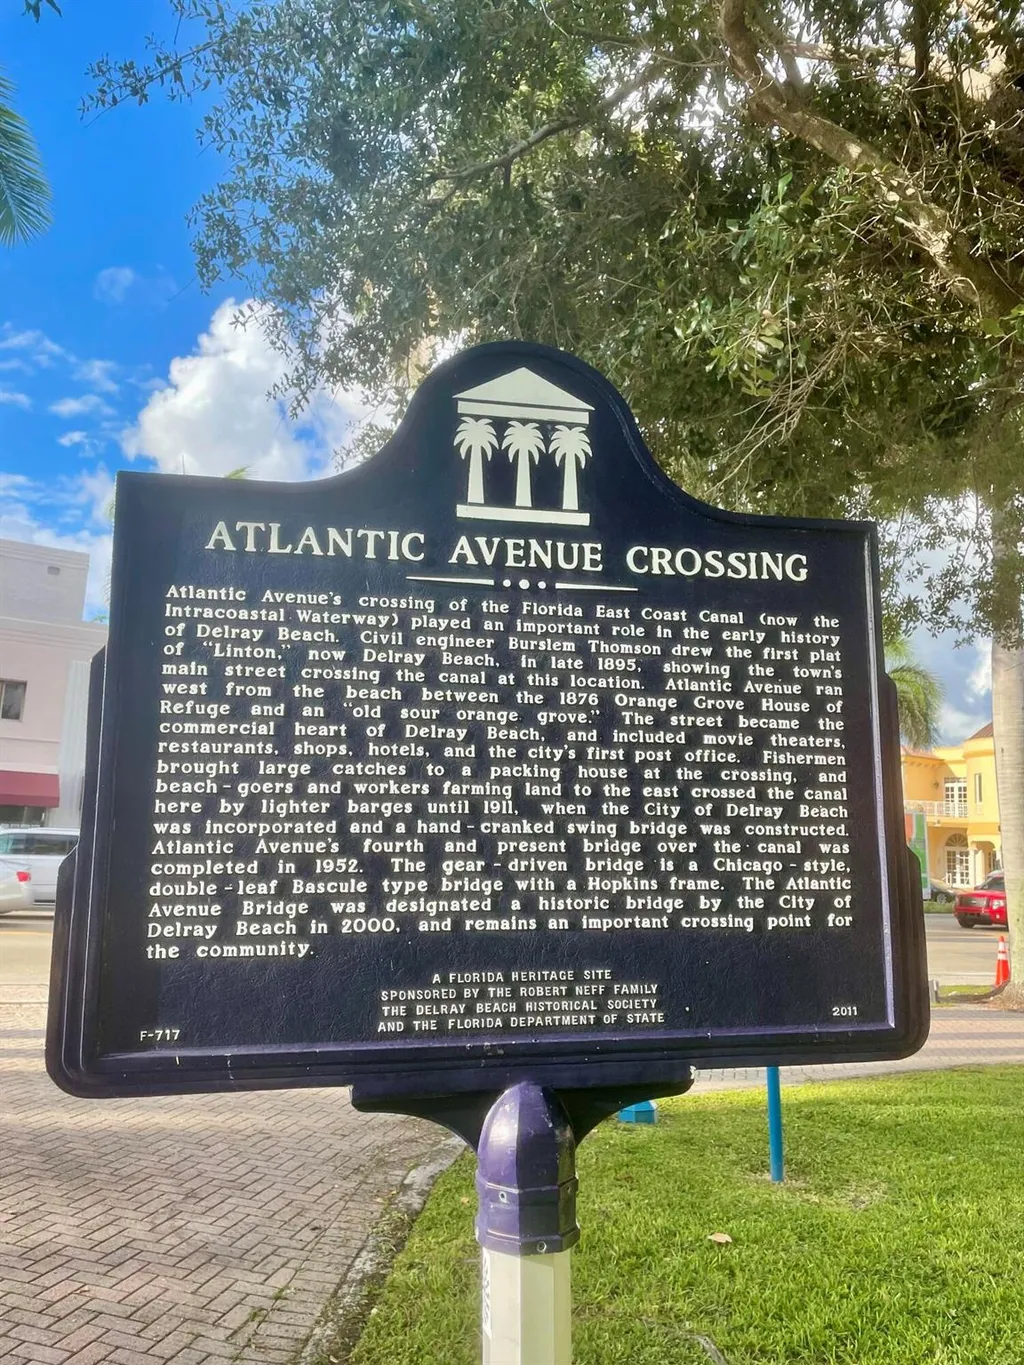 ATLANTIC AVENUE CROSSING
Atlantic Avenue's crossing of the Florida East Coast Canal (now the
Intracoastal Waterway) played an important role in the early history
of Delray Beach. Civil engineer Burslem Thomson drew the first plat
of "Linton," now Delray Beach, in late 1895, showing the town's
main street crossing the canal at this location. Atlantic Avenue ran
west from the beach between the 1876 Orange Grove House of
Refuge and an "old sour orange grove." The street became the
commercial heart of Delray Beach, and included movie theaters,
restaurants, shops, hotels, and the city's first post office. Fishermen
brought large catches to a packing house at the crossing, and
beach-goers and workers farming land to the east crossed the canal
here by lighter barges until 1911, when the City of Delray Beach
was incorporated and a hand-cranked swing bridge was constructed.
Atlantic Avenue's fourth and present bridge over the canal was
completed in 1952. The gear-driven bridge is a Chicago-style,
double-leaf Bascule type bridge with a Hopkins frame. The Atlantic
Avenue Bridge was designated a historic bridge by the City of
Delray Beach in 2000, and remains an important crossing point for
the community.
A FLORIDA HERITAGE SITE
SPONSORED BY THE ROBERT NEFF FAMILY
THE DELRAY BEACH HISTORICAL SOCIETY
AND THE FLORIDA DEPARTMENT OF STATE
F-717
2011